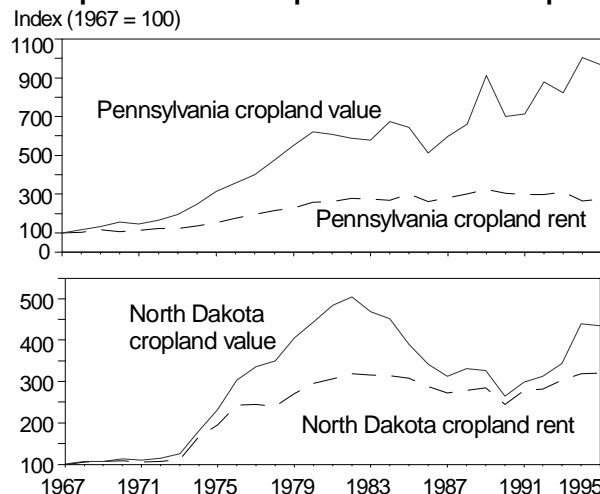 Index (1967 = 100)
1100
900
700
500
300
100
0
Pennsylvania cropland value
Pennsylvania cropland rent
500
400
300
200
100
North Dakota
cropland value
North Dakota cropland rent
1967 1971 1975 1979 1983 1987 1991 1995